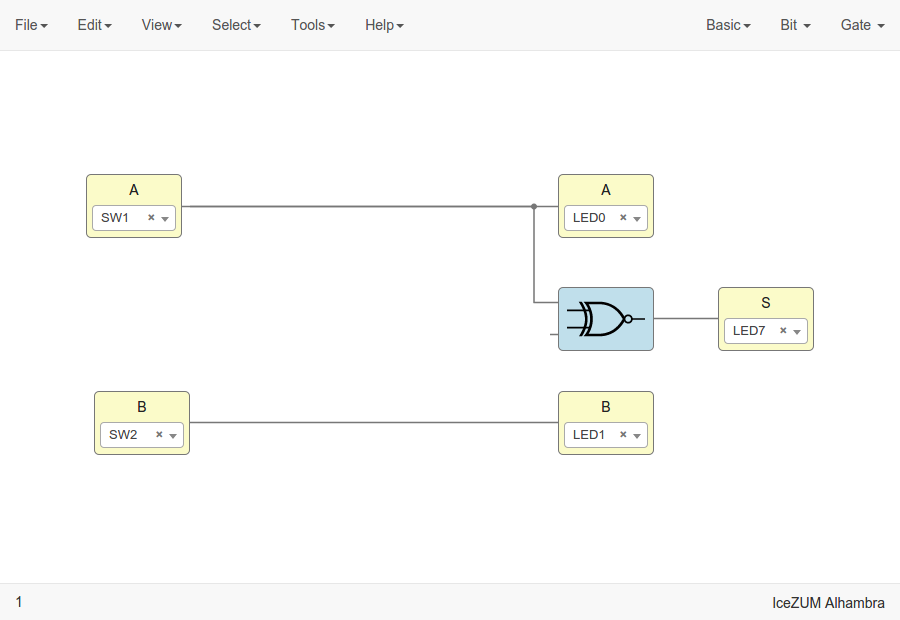 File Edit View Select Tools Help Basic Bit Gate
A
SW1 ×
A
LED0 ×
S
LED7 ×
B
SW2 ×
B
LED1 ×
1
IceZUM Alhambra